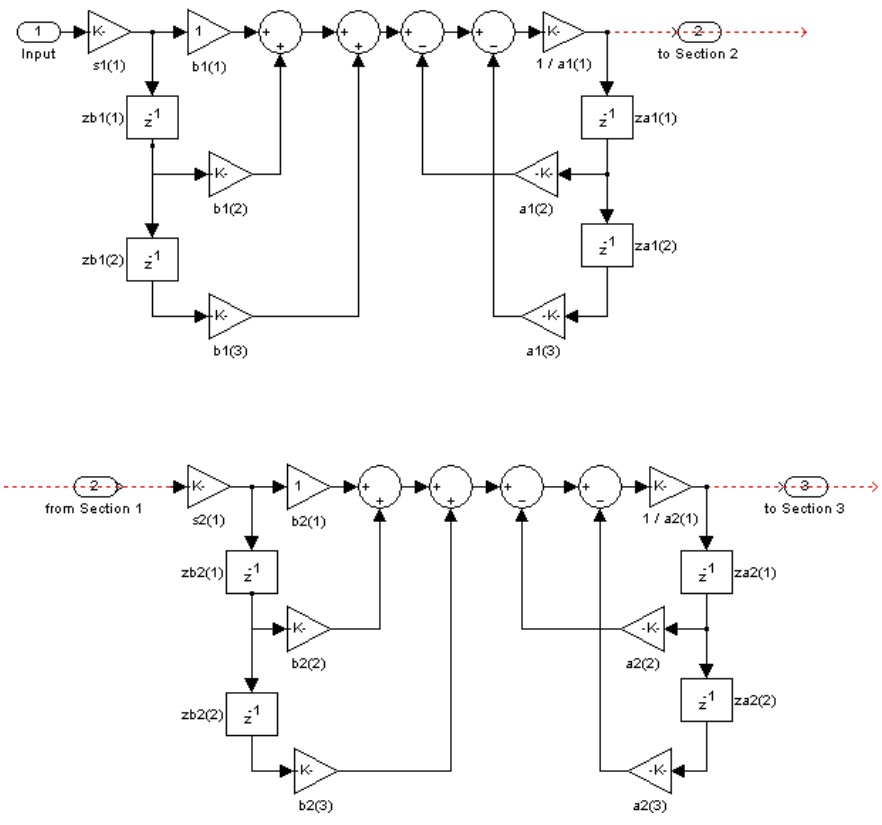 1 K- 1 + + + + + − + − K- 2
Input s1(1) b1(1) 1 / a1(1) to Section 2
zb1(1) z-1 z-1 za1(1)
-K- -K-
b1(2) a1(2)
zb1(2) z-1 z-1 za1(2)
-K- -K-
b1(3) a1(3)
2 K- 1 + + + + + − + − K- 3
from Section 1 s2(1) b2(1) 1 / a2(1) to Section 3
zb2(1) z-1 z-1 za2(1)
-K- -K-
b2(2) a2(2)
zb2(2) z-1 z-1 za2(2)
-K- -K-
b2(3) a2(3)